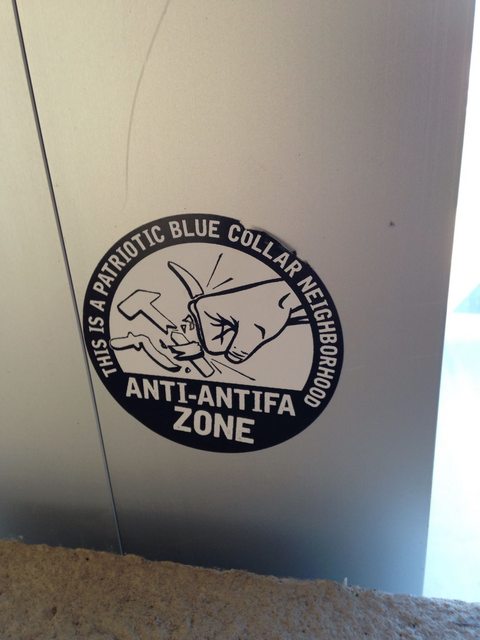 THIS IS A PATRIOTIC BLUE COLLAR NEIGHBORHOOD
ANTI-ANTIFA
ZONE